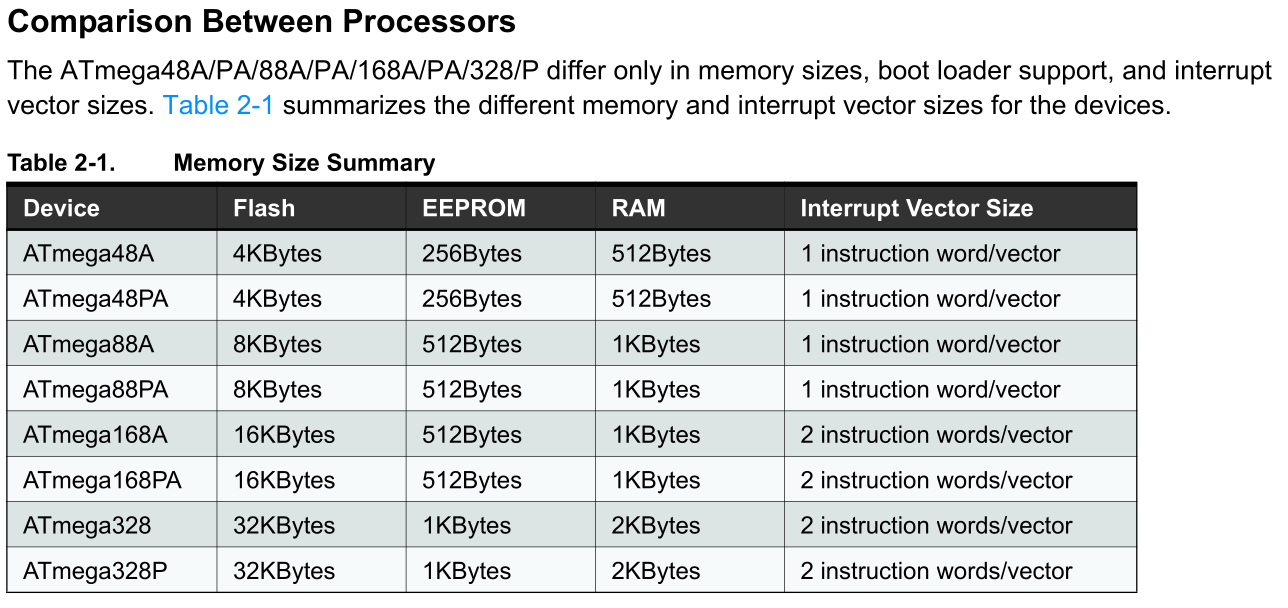 Comparison Between Processors
The ATmega48A/PA/88A/PA/168A/PA/328/P differ only in memory sizes, boot loader support, and interrupt
vector sizes. Table 2-1 summarizes the different memory and interrupt vector sizes for the devices.
Table 2-1. Memory Size Summary
Device Flash EEPROM RAM Interrupt Vector Size
ATmega48A 4KBytes 256Bytes 512Bytes 1 instruction word/vector
ATmega48PA 4KBytes 256Bytes 512Bytes 1 instruction word/vector
ATmega88A 8KBytes 512Bytes 1KBytes 1 instruction word/vector
ATmega88PA 8KBytes 512Bytes 1KBytes 1 instruction word/vector
ATmega168A 16KBytes 512Bytes 1KBytes 2 instruction words/vector
ATmega168PA 16KBytes 512Bytes 1KBytes 2 instruction words/vector
ATmega328 32KBytes 1KBytes 2KBytes 2 instruction words/vector
ATmega328P 32KBytes 1KBytes 2KBytes 2 instruction words/vector